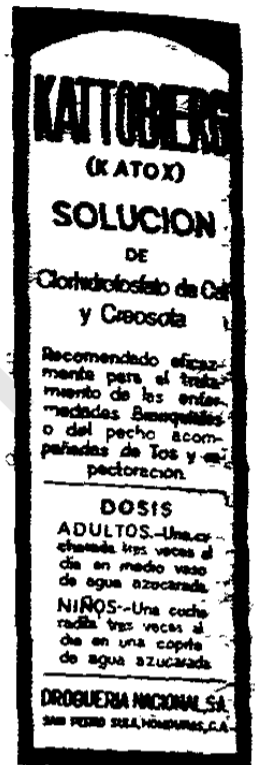 KATTOBIERG
(KATOX)
SOLUCION
DE
Clorhidrofosfato de Cal
y Creosota
Recomendado eficaz-
mente para el trata-
miento de las enfer-
medades Bronquiales
o del pecho acom-
pañadas de Tos y ex-
pectoración.
DOSIS
ADULTOS.-Una cu-
charada tres veces al
día en medio vaso
de agua azucarada.
NIÑOS--Una cucha
radita tres veces al
dia en una copita
de agua azucarada
DROGUERIA NACIONAL, S.A.
SAN PEDRO SULA, HONDURAS, C.A.